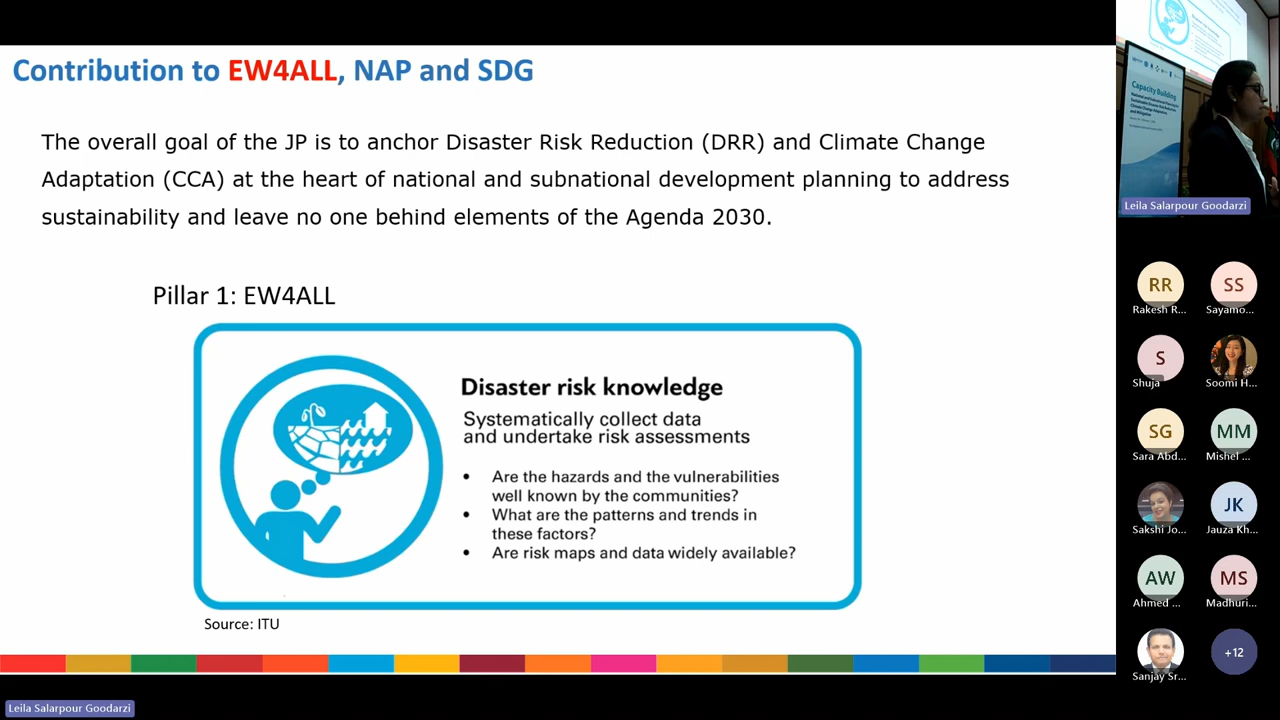 Contribution to EW4ALL, NAP and SDG
The overall goal of the JP is to anchor Disaster Risk Reduction (DRR) and Climate Change
Adaptation (CCA) at the heart of national and subnational development planning to address
sustainability and leave no one behind elements of the Agenda 2030.
Pillar 1: EW4ALL
Disaster risk knowledge
Systematically collect data
and undertake risk assessments
• Are the hazards and the vulnerabilities
well known by the communities?
• What are the patterns and trends in
these factors?
• Are risk maps and data widely available?
Source: ITU
Leila Salarpour Goodarzi
Capacity Building
Leila Salarpour Goodarzi
RR
Rakesh R...
SS
Sayamo...
S
Shuja
Soomi H...
SG
Sara Abd...
MM
Mishel ...
Sakshi Jo...
JK
Jauza Kh...
AW
Ahmed ...
MS
Madhuri...
Sanjay Sr...
+12